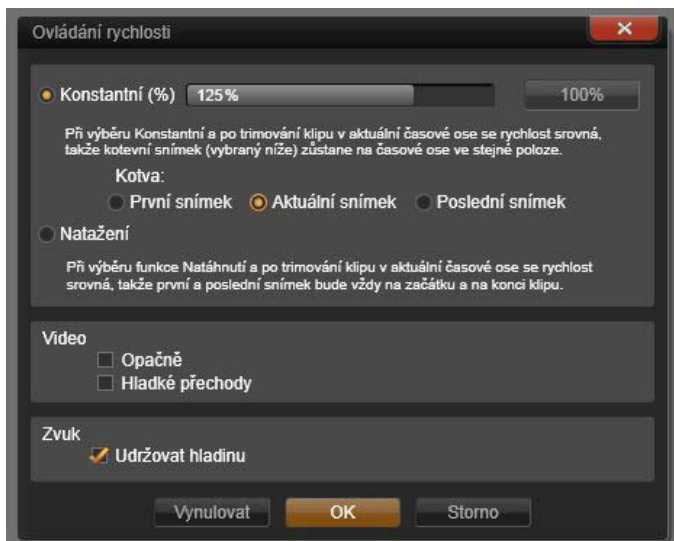 Ovládání rychlosti
Konstantní (%) 125% 100%
Při výběru Konstantní a po trimování klipu v aktuální časové ose se rychlost srovná,
takže kotevní snímek (vybraný níže) zůstane na časové ose ve stejné poloze.
Kotva:
První snímek Aktuální snímek Poslední snímek
Natažení
Při výběru funkce Natáhnutí a po trimování klipu v aktuální časové ose se rychlost
srovná, takže první a poslední snímek bude vždy na začátku a na konci klipu.
Video
Opačně
Hladké přechody
Zvuk
Udržovat hladinu
Vynulovat OK Storno